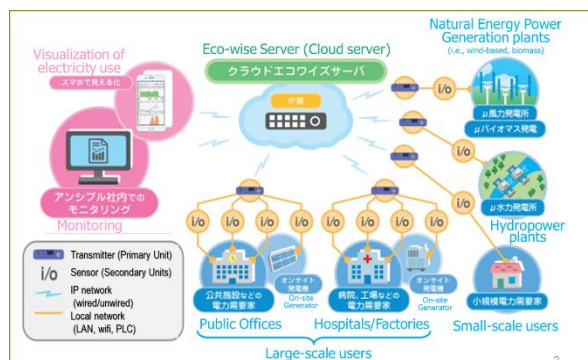 Visualization of
electricity use
スマホで見える化
アンシブル社内での
モニタリング
Monitoring
Eco-wise Server (Cloud server)
クラウドエコワイズサーバ
IP網
Natural Energy Power
Generation plants
(i.e., wind-based, biomass)
i/o
μ風力発電所
μバイオマス発電
i/o
μ水力発電所
Hydropower
plants
i/o
小規模電力需要家
Small-scale users
i/o
i/o
i/o
i/o
i/o
i/o
i/o
i/o
公共施設などの
電力需要家
オンサイト
発電機
On-site
Generator
病院、工場などの
電力需要家
オンサイト
発電機
On-site
Generator
Public Offices
Hospitals/Factories
Large-scale users
Transmitter (Primary Unit)
i/o
Sensor (Secondary Units)
IP network
(wired/unwired)
Local network
(LAN, wifi, PLC)